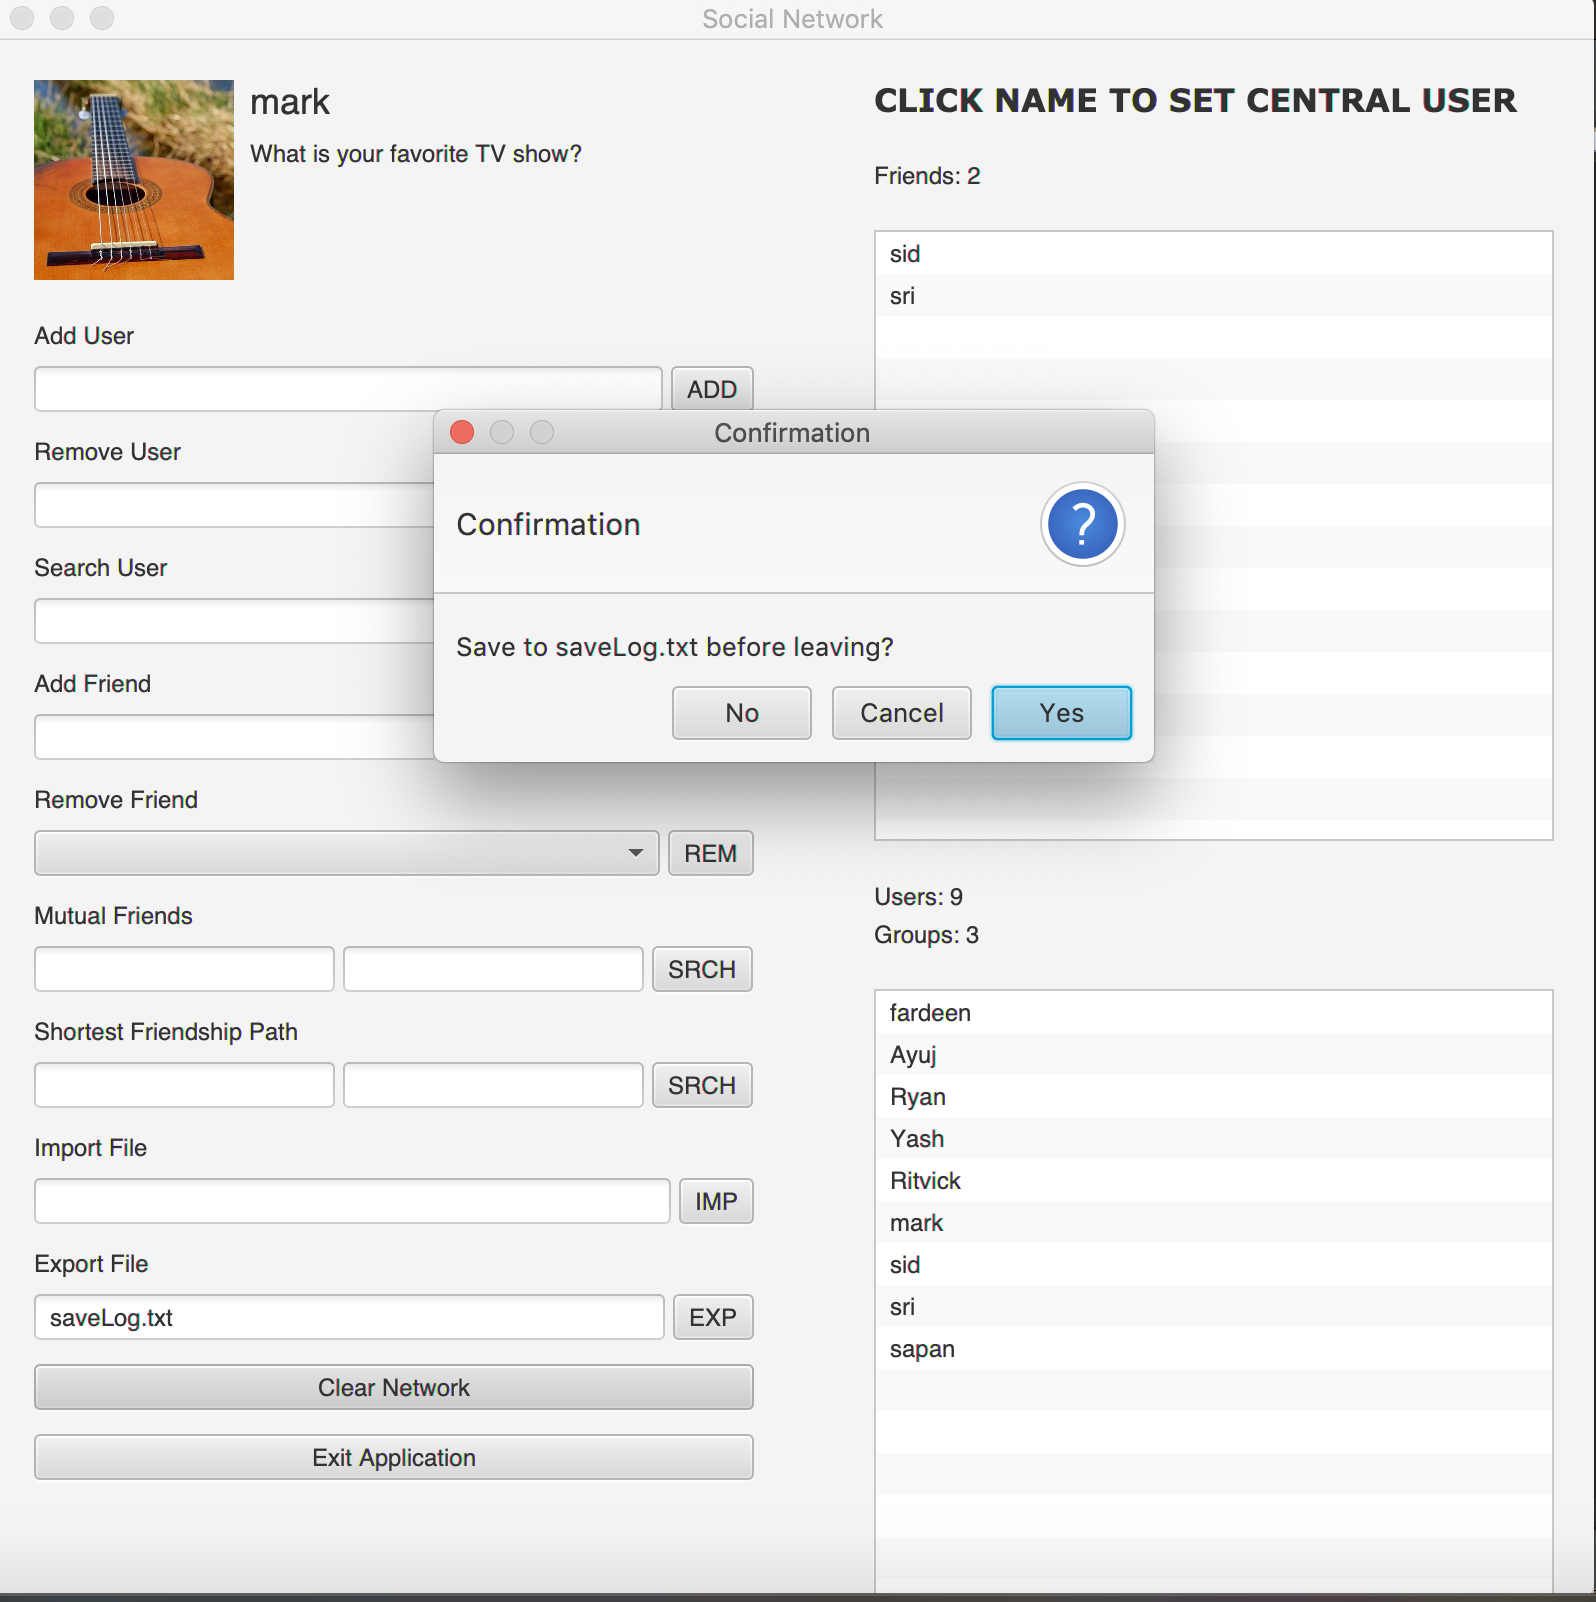 Social Network
mark
What is your favorite TV show?
Add User
ADD
Remove User
Search User
Add Friend
Remove Friend
REM
Mutual Friends
SRCH
Shortest Friendship Path
SRCH
Import File
IMP
Export File
saveLog.txt
EXP
Clear Network
Exit Application
CLICK NAME TO SET CENTRAL USER
Friends: 2
sid
sri
Confirmation
Confirmation
?
Save to saveLog.txt before leaving?
No
Cancel
Yes
Users: 9
Groups: 3
fardeen
Ayuj
Ryan
Yash
Ritvick
mark
sid
sri
sapan